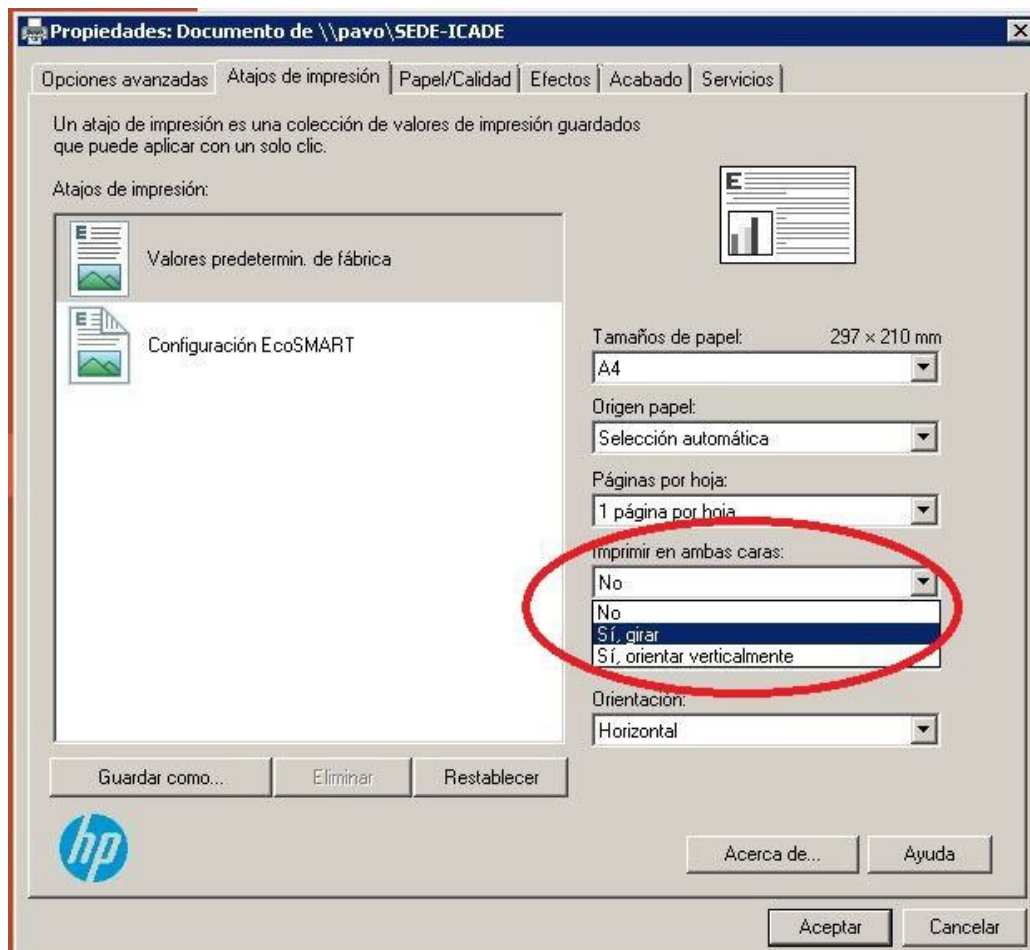 Propiedades: Documento de \\pavo\SEDE-ICADE
Opciones avanzadas
Atajos de impresión
Papel/Calidad
Efectos
Acabado
Servicios
Un atajo de impresión es una colección de valores de impresión guardados
que puede aplicar con un solo clic.
Atajos de impresión:
E
E
Valores predetermin. de fábrica
E
Configuración EcoSMART
Tamaños de papel: 297 × 210 mm
A4
Origen papel:
Selección automática
Páginas por hoja:
1 página por hoja
Imprimir en ambas caras:
No
No
Sí, girar
Sí, orientar verticalmente
Orientación:
Horizontal
Guardar como...
Eliminar
Restablecer
hp
Acerca de...
Ayuda
Aceptar
Cancelar